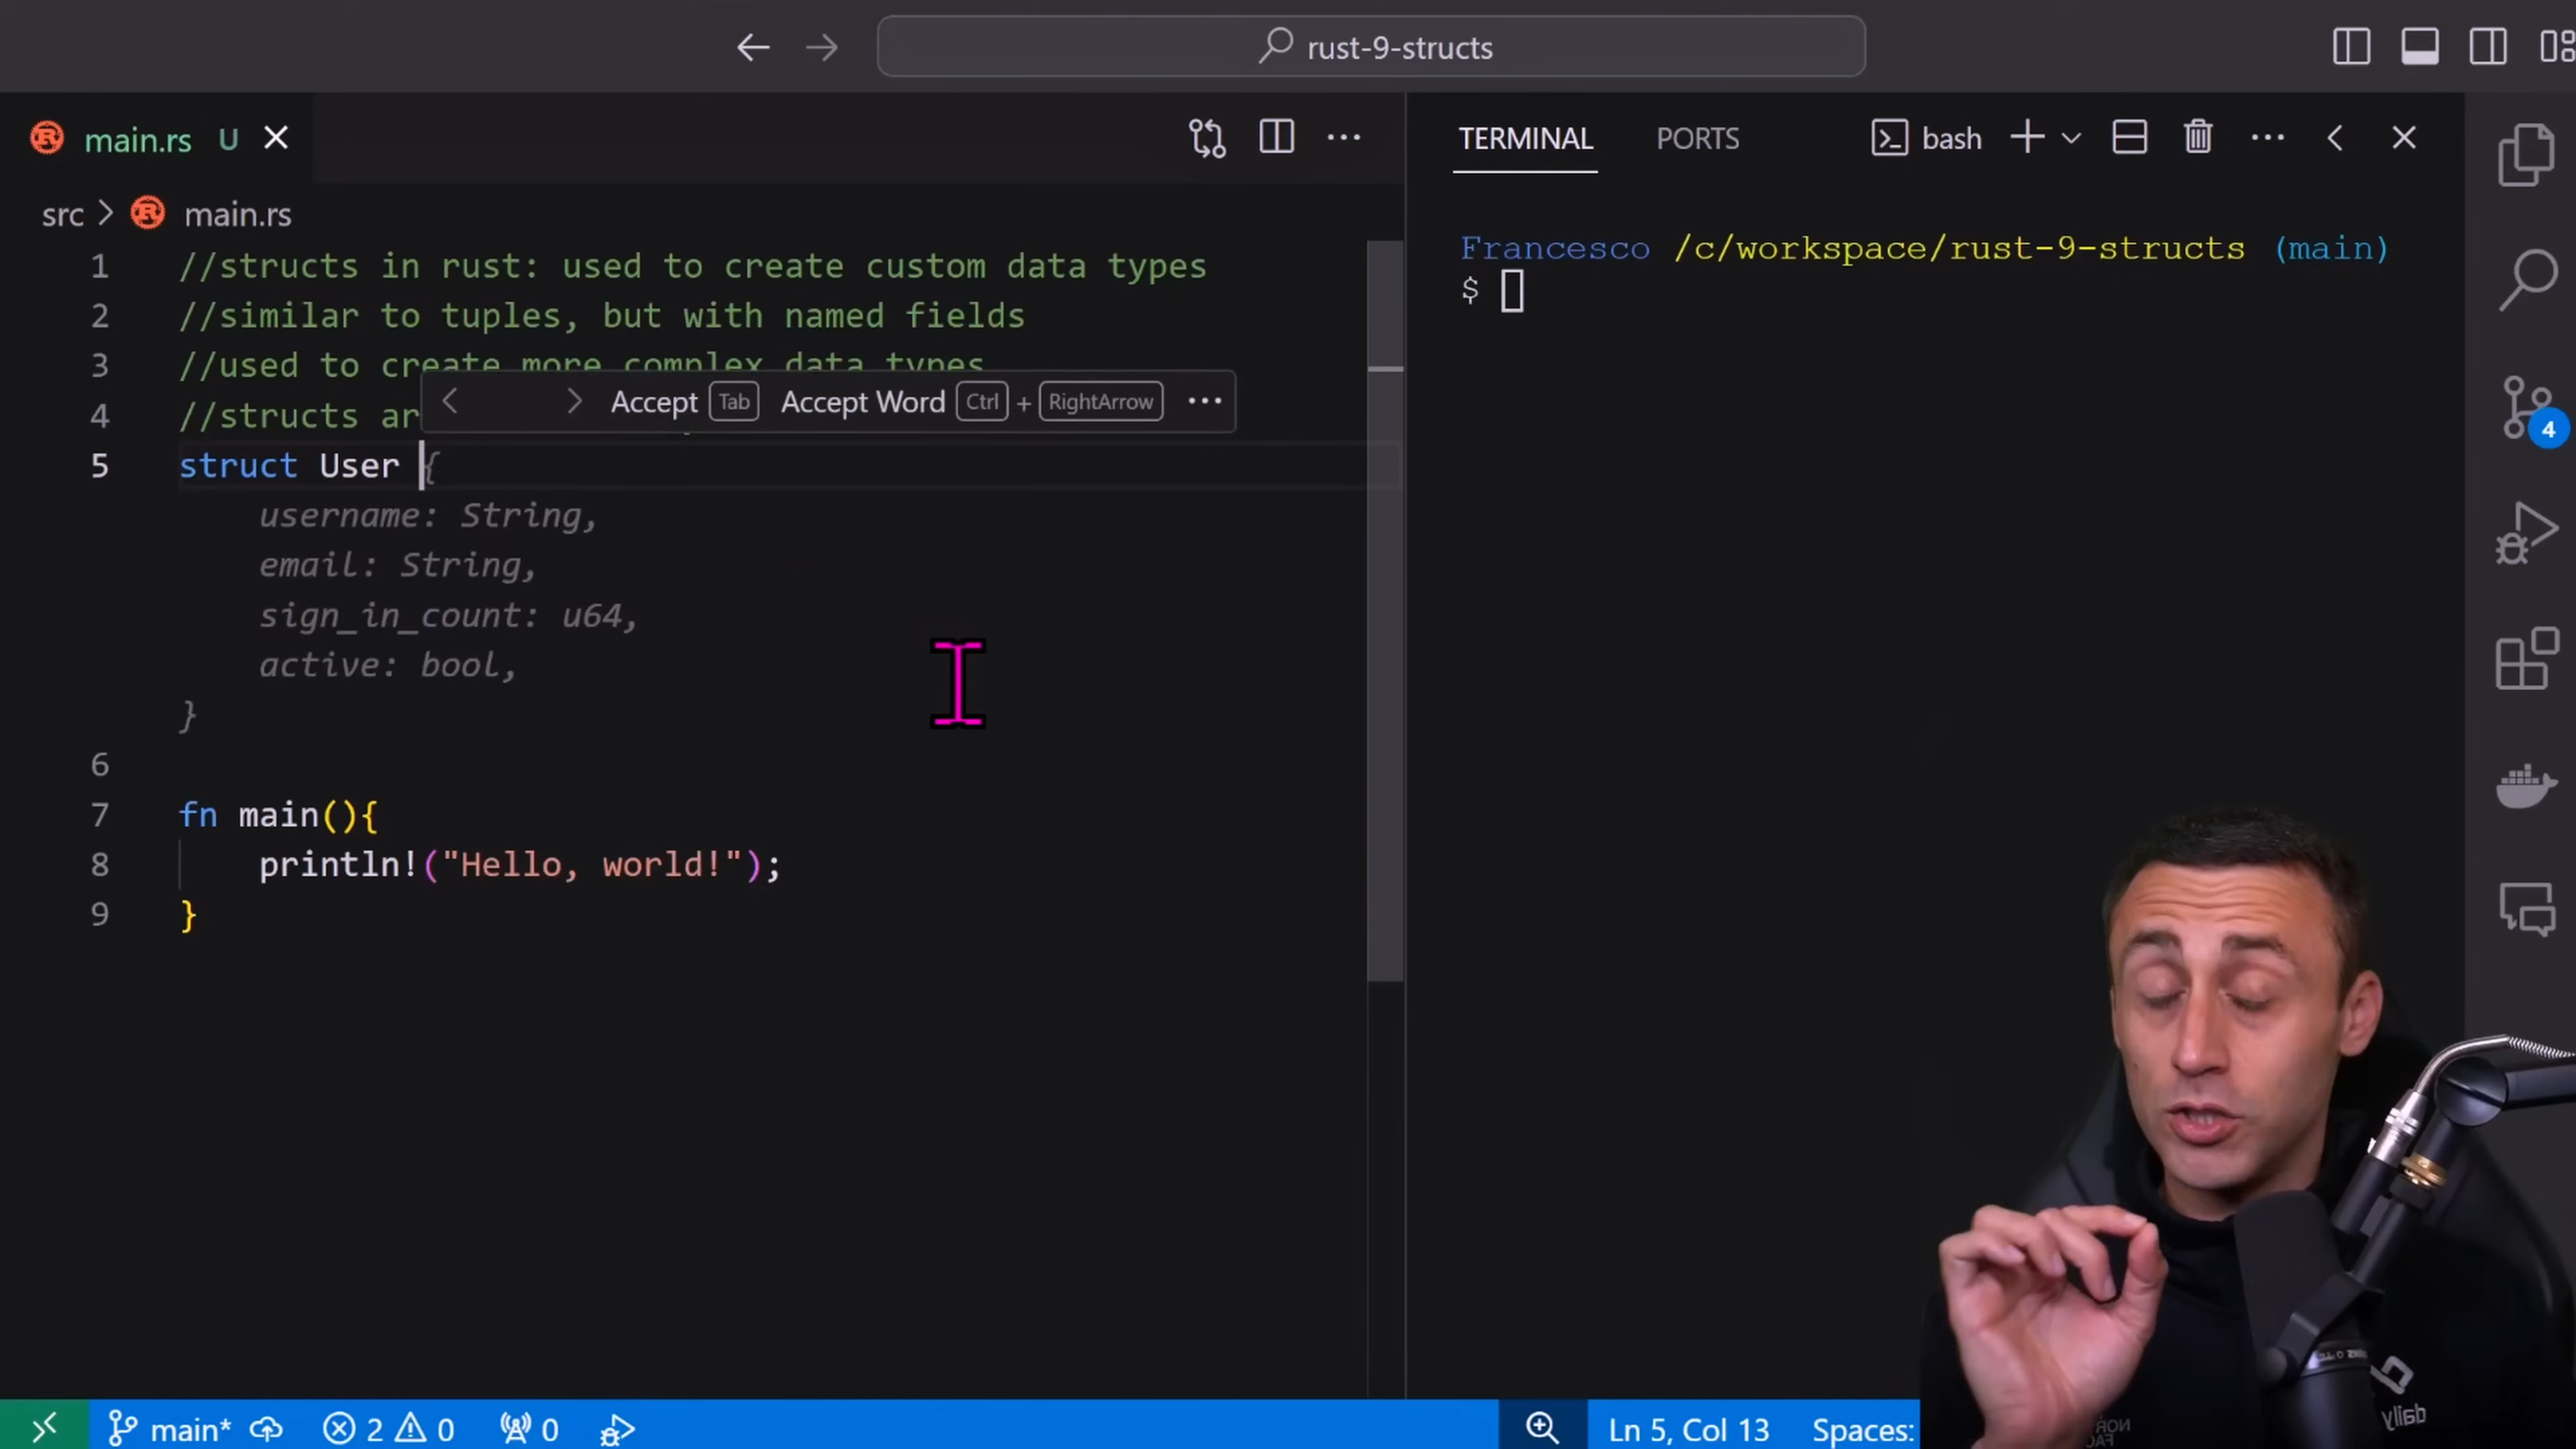 rust-9-structs
main.rs U
TERMINAL PORTS bash
src > main.rs
Francesco /c/workspace/rust-9-structs (main)
$
1 //structs in rust: used to create custom data types
2 //similar to tuples, but with named fields
3 //used to create more complex data types
Accept Tab Accept Word Ctrl + RightArrow
4 //structs ar
5 struct User {
username: String,
email: String,
sign_in_count: u64,
active: bool,
}
6
7 fn main(){
8 println!("Hello, world!");
9 }
4
daily
main* 2 0 0 Ln 5, Col 13 Spaces: